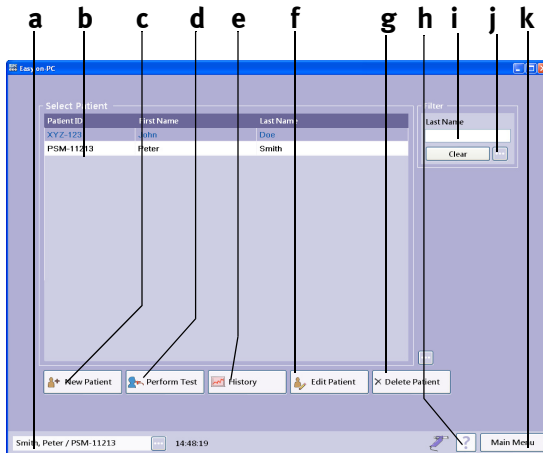 a b c d e f g h i j k
Easy on-PC
Select Patient
Filter
Patient ID First Name Last Name
Last Name
XYZ-123 John Doe
PSM-11213 Peter Smith
Clear ...
...
New Patient Perform Test History Edit Patient Delete Patient
Smith, Peter / PSM-11213 ... 14:48:19 ? Main Menu